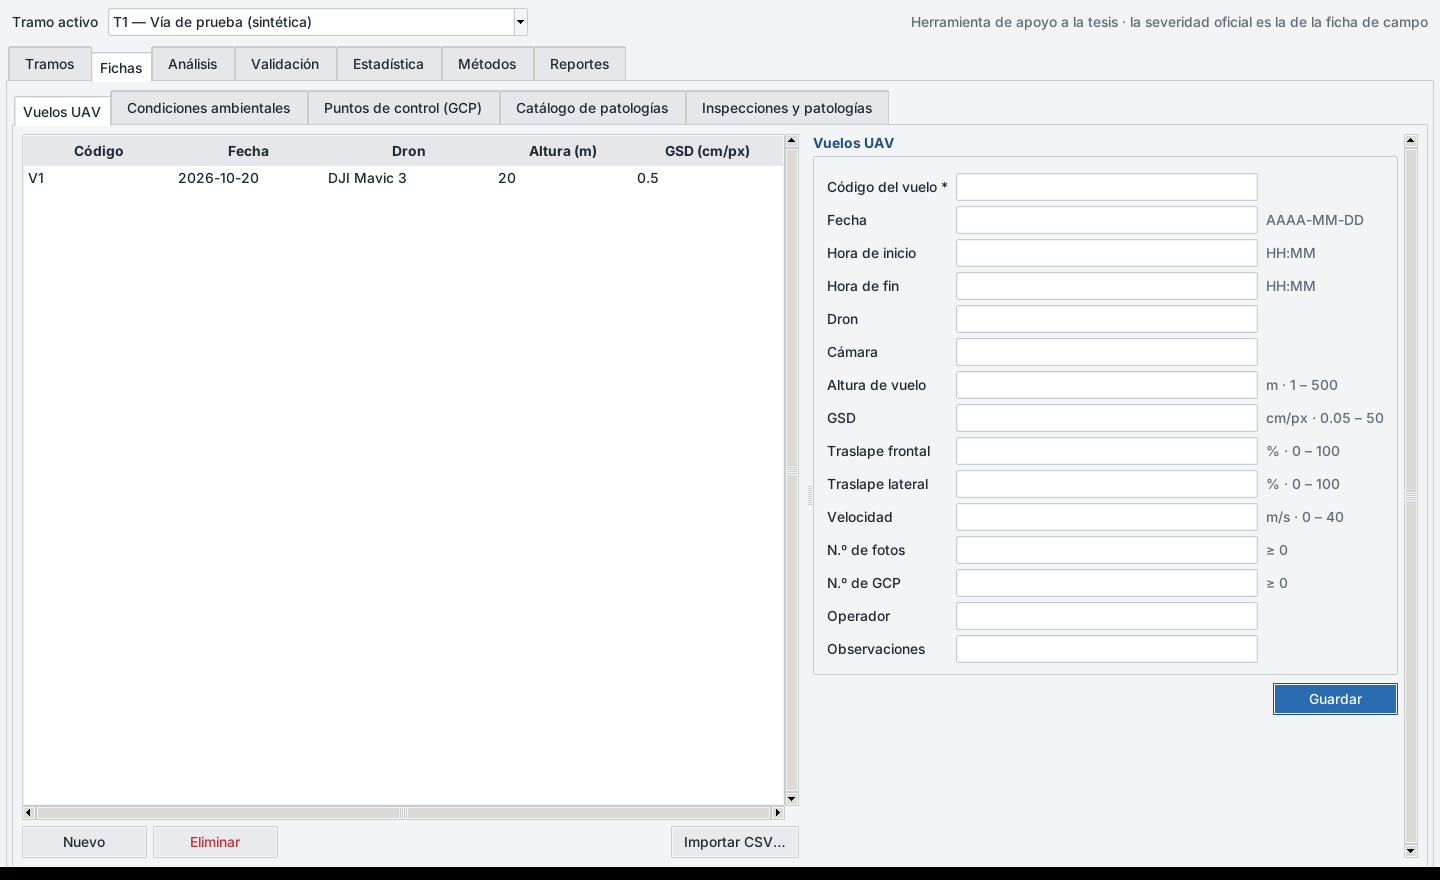 Tramo activo T1 — Vía de prueba (sintética) Herramienta de apoyo a la tesis · la severidad oficial es la de la ficha de campo
Tramos Fichas Análisis Validación Estadística Métodos Reportes
Vuelos UAV Condiciones ambientales Puntos de control (GCP) Catálogo de patologías Inspecciones y patologías
Código Fecha Dron Altura (m) GSD (cm/px)
V1 2026-10-20 DJI Mavic 3 20 0.5
Nuevo Eliminar Importar CSV...
Vuelos UAV
Código del vuelo *
Fecha AAAA-MM-DD
Hora de inicio HH:MM
Hora de fin HH:MM
Dron
Cámara
Altura de vuelo m · 1 – 500
GSD cm/px · 0.05 – 50
Traslape frontal % · 0 – 100
Traslape lateral % · 0 – 100
Velocidad m/s · 0 – 40
N.º de fotos ≥ 0
N.º de GCP ≥ 0
Operador
Observaciones
Guardar